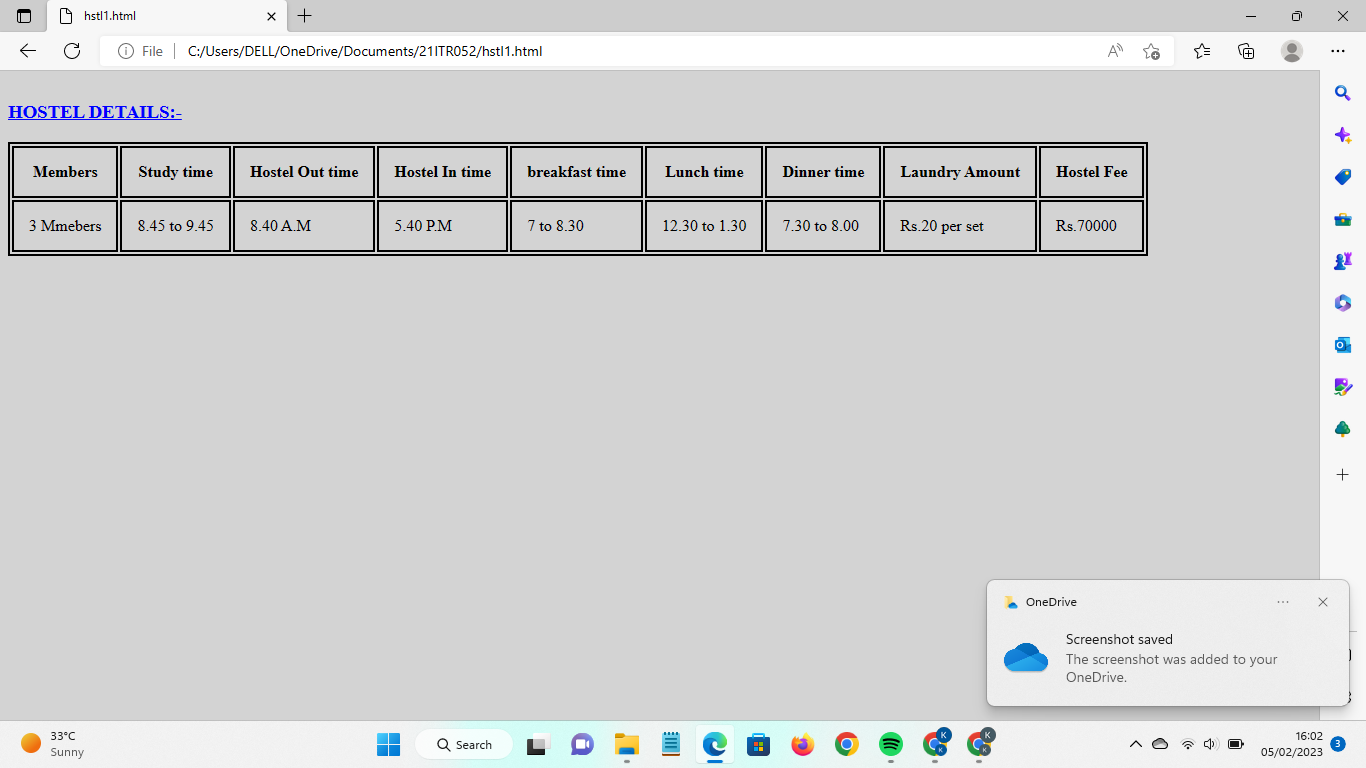 hstl1.html
File
C:/Users/DELL/OneDrive/Documents/21ITR052/hstl1.html
HOSTEL DETAILS:-
Members Study time Hostel Out time Hostel In time breakfast time Lunch time Dinner time Laundry Amount Hostel Fee
3 Mmebers 8.45 to 9.45 8.40 A.M 5.40 P.M 7 to 8.30 12.30 to 1.30 7.30 to 8.00 Rs.20 per set Rs.70000
OneDrive
Screenshot saved
The screenshot was added to your
OneDrive.
33°C
Sunny
Search
K
K
K
K
16:02
05/02/2023
3